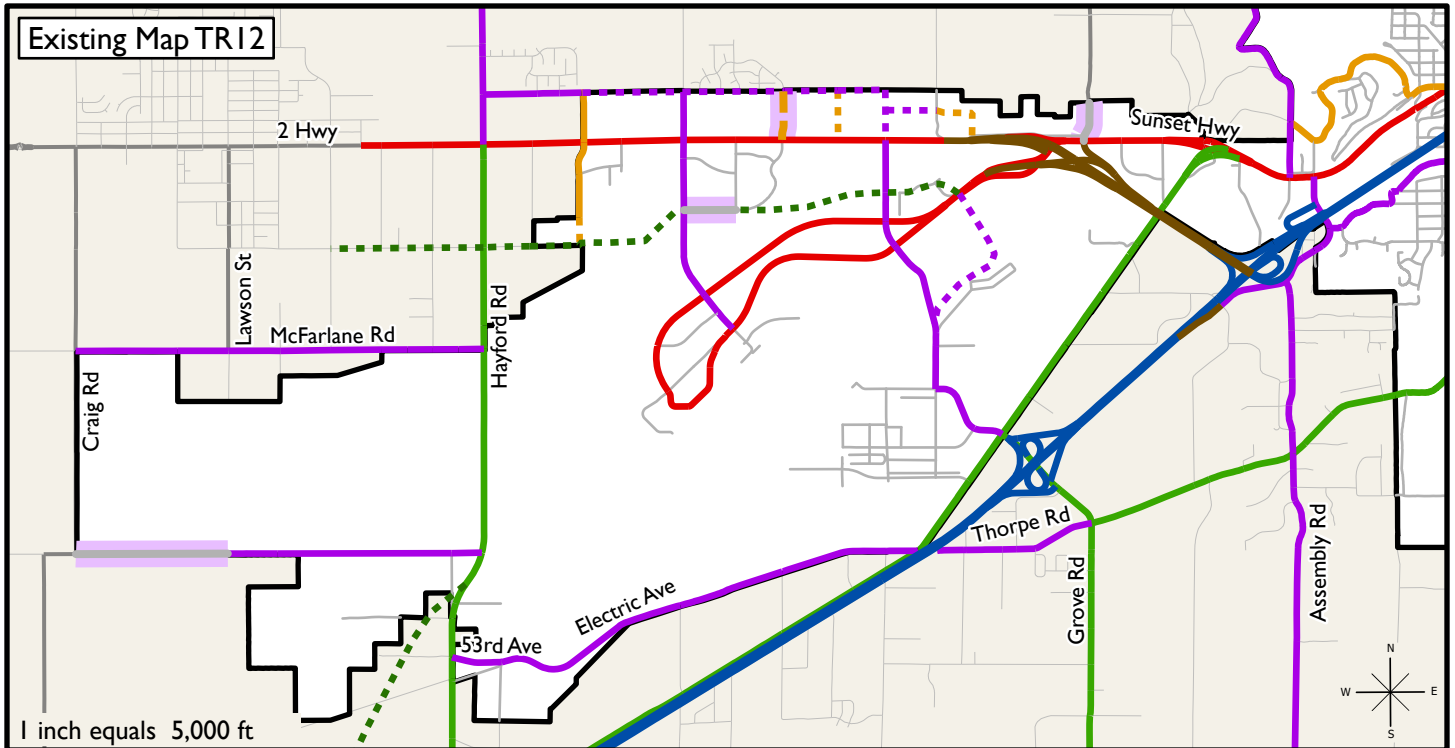 Existing Map TR12
2 Hwy
Sunset Hwy
Lawson St
McFarlane Rd
Hayford Rd
Craig Rd
Thorpe Rd
Electric Ave
Grove Rd
Assembly Rd
53rd Ave
N
W
E
S
1 inch equals 5,000 ft